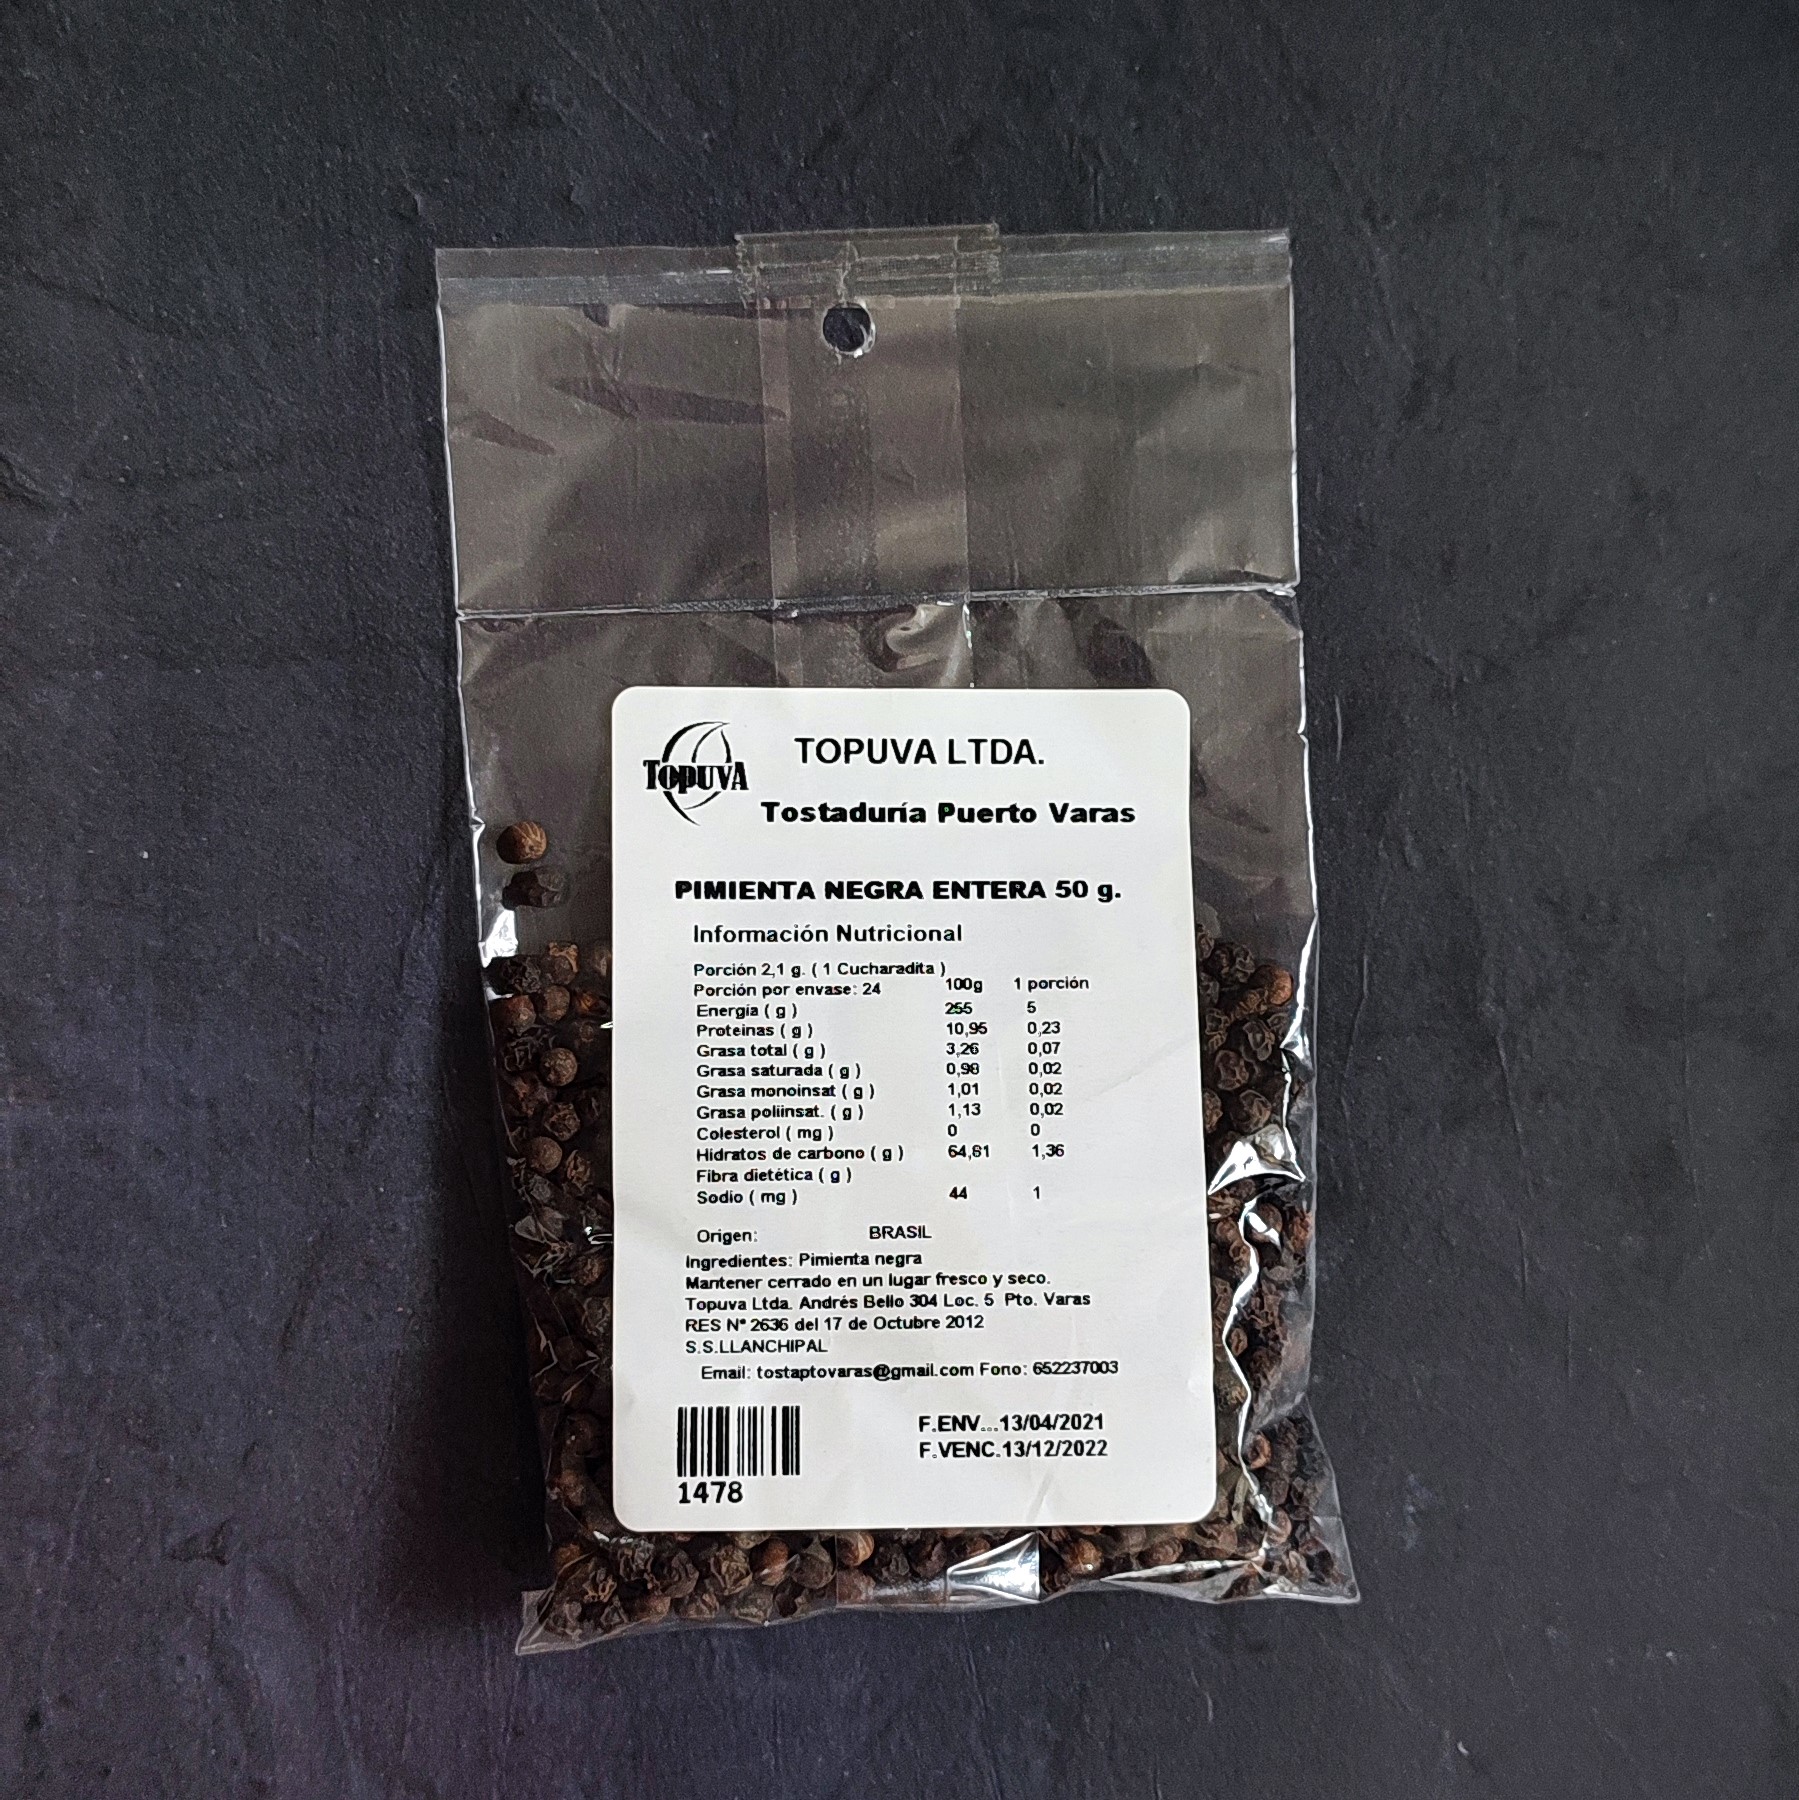 TOPUVA
TOPUVA LTDA.
Tostaduría Puerto Varas
PIMIENTA NEGRA ENTERA 50 g.
Información Nutricional
Porción 2,1 g. ( 1 Cucharadita )
Porción por envase: 24 100g 1 porción
Energía ( g ) 255 5
Proteinas ( g ) 10,95 0,23
Grasa total ( g ) 3,26 0,07
Grasa saturada ( g ) 0,98 0,02
Grasa monoinsat ( g ) 1,01 0,02
Grasa poliinsat. ( g ) 1,13 0,02
Colesterol ( mg ) 0 0
Hidratos de carbono ( g ) 64,81 1,36
Fibra dietética ( g )
Sodio ( mg ) 44 1
Origen: BRASIL
Ingredientes: Pimienta negra
Mantener cerrado en un lugar fresco y seco.
Topuva Ltda. Andrés Bello 304 Loc. 5 Pto. Varas
RES N° 2636 del 17 de Octubre 2012
S.S.LLANCHIPAL
Email: tostaptovaras@gmail.com Fono: 652237003
F.ENV...13/04/2021
F.VENC.13/12/2022
1478